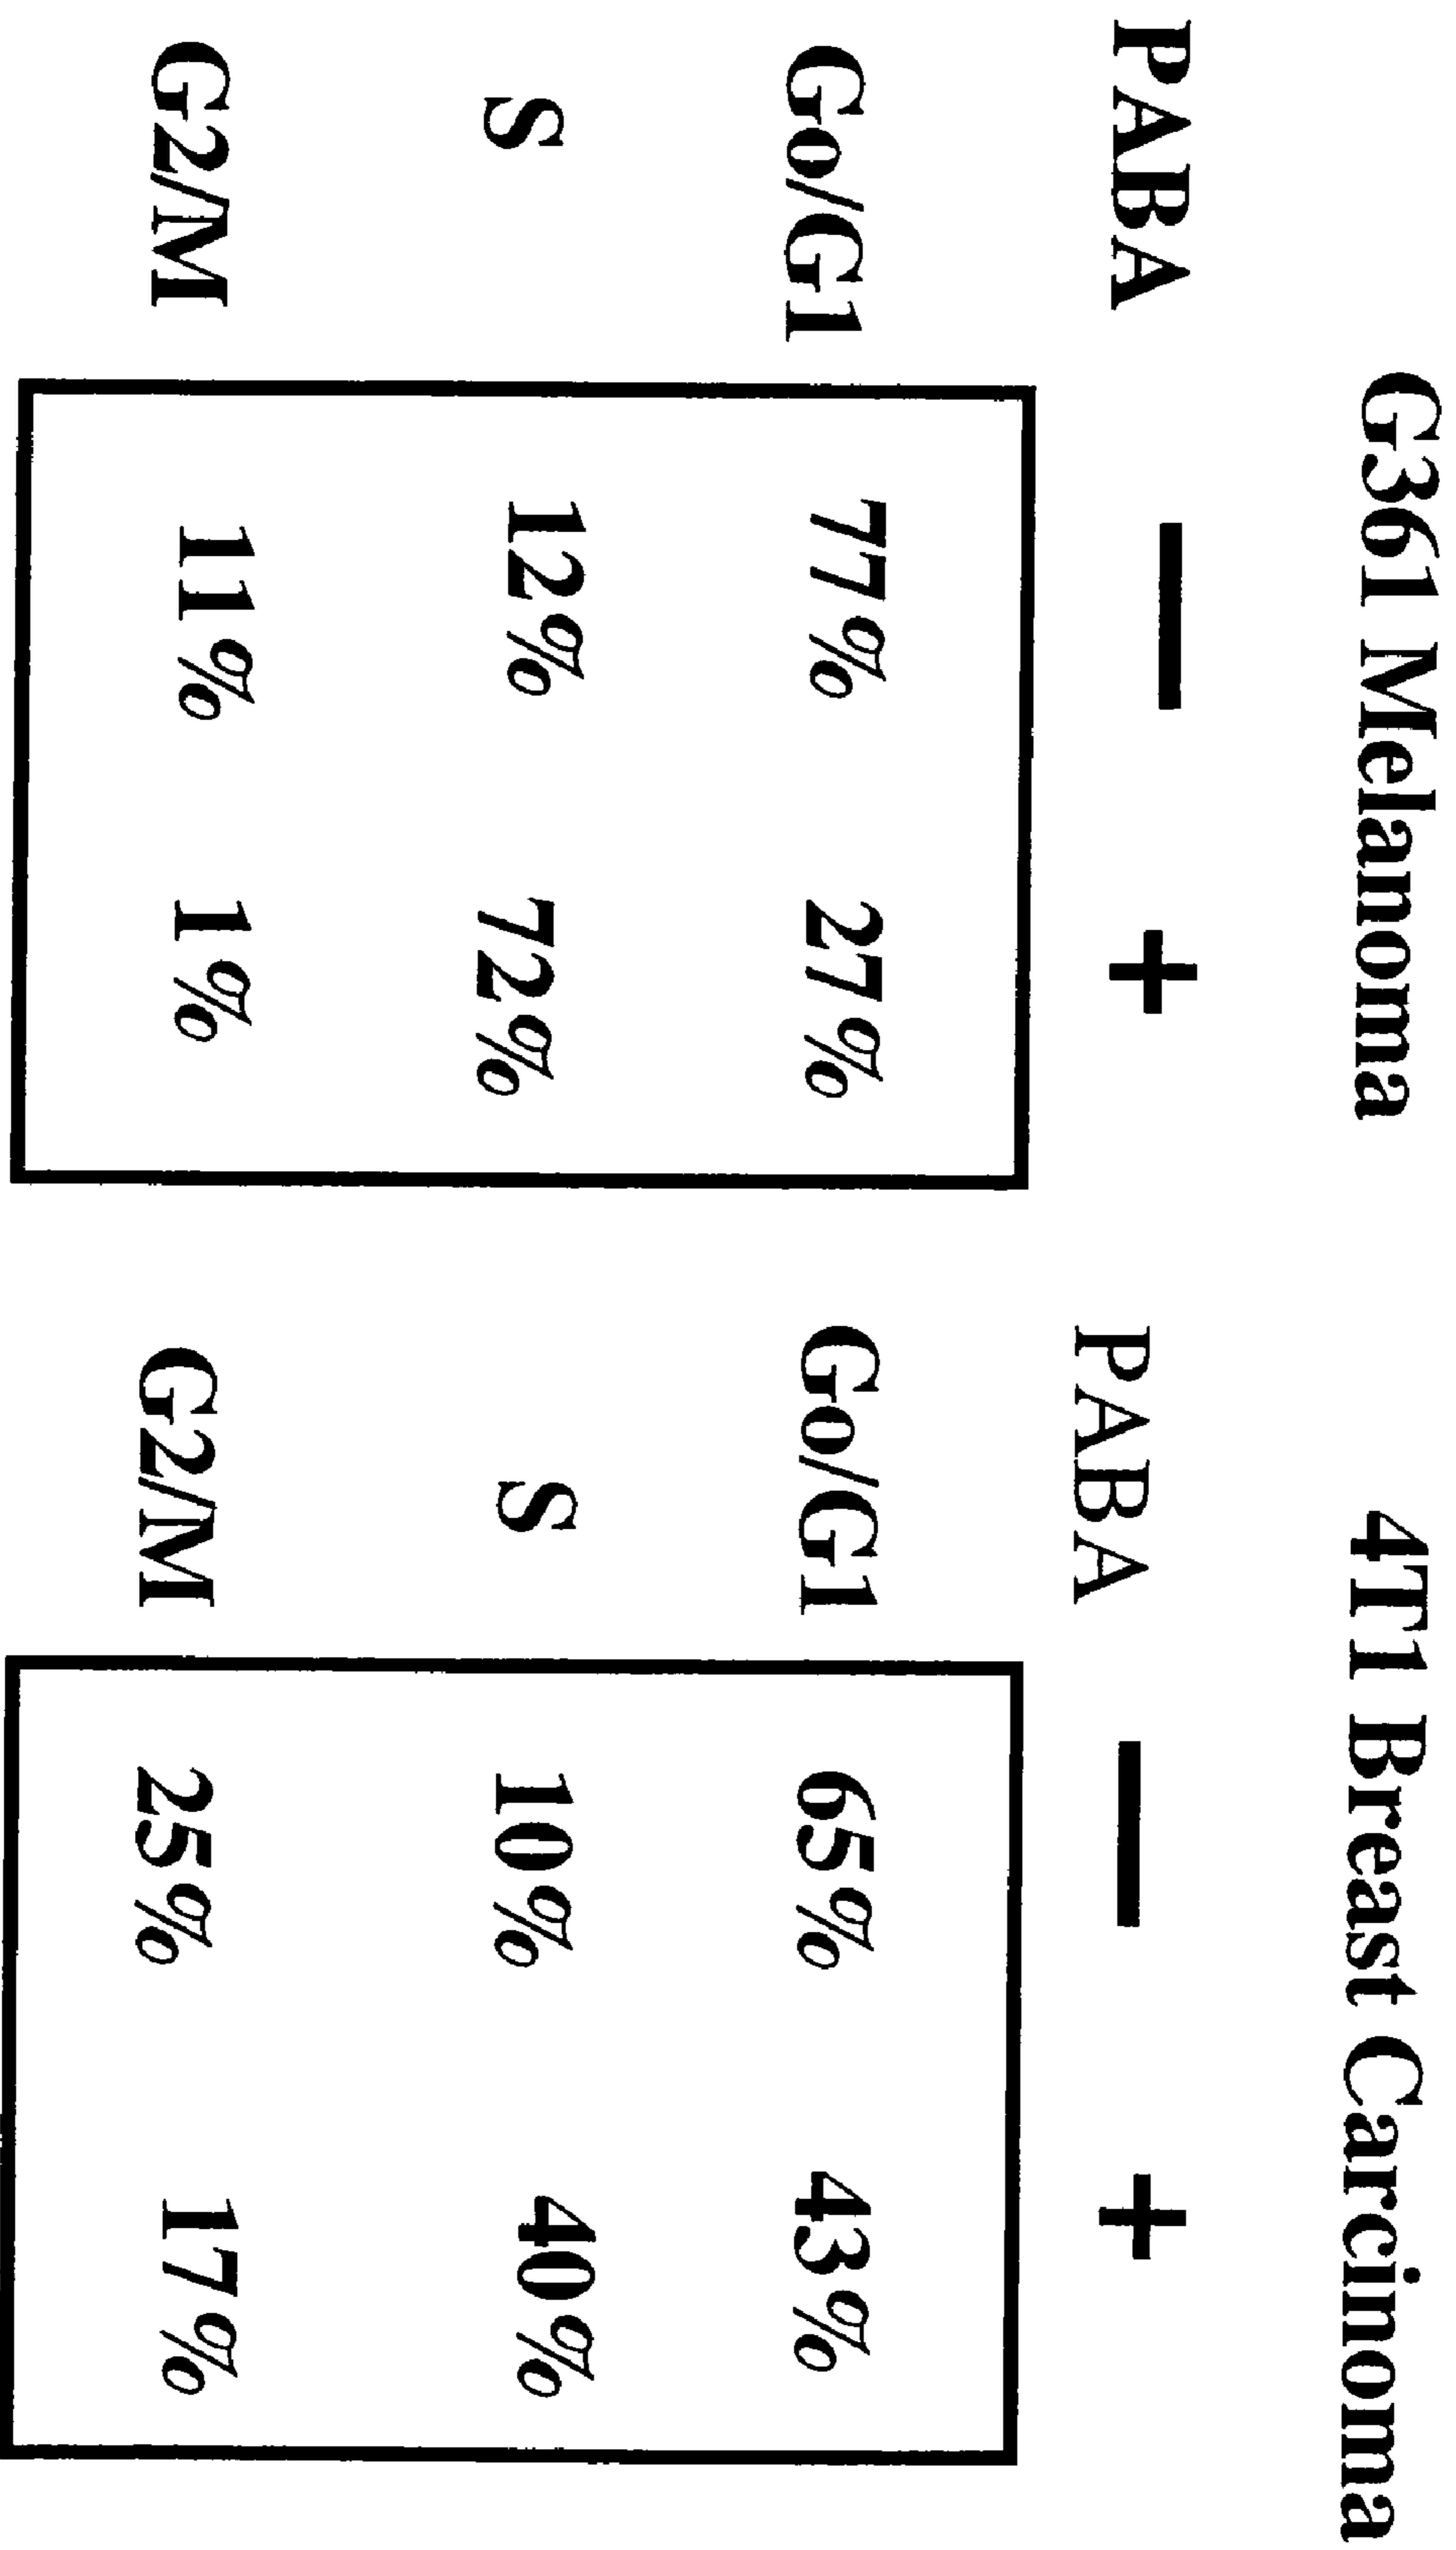 G361 Melanoma
PABA — +
Go/G1 77% 27%
S 12% 72%
G2/M 11% 1%
4T1 Breast Carcinoma
PABA — +
Go/G1 65% 43%
S 10% 40%
G2/M 25% 17%